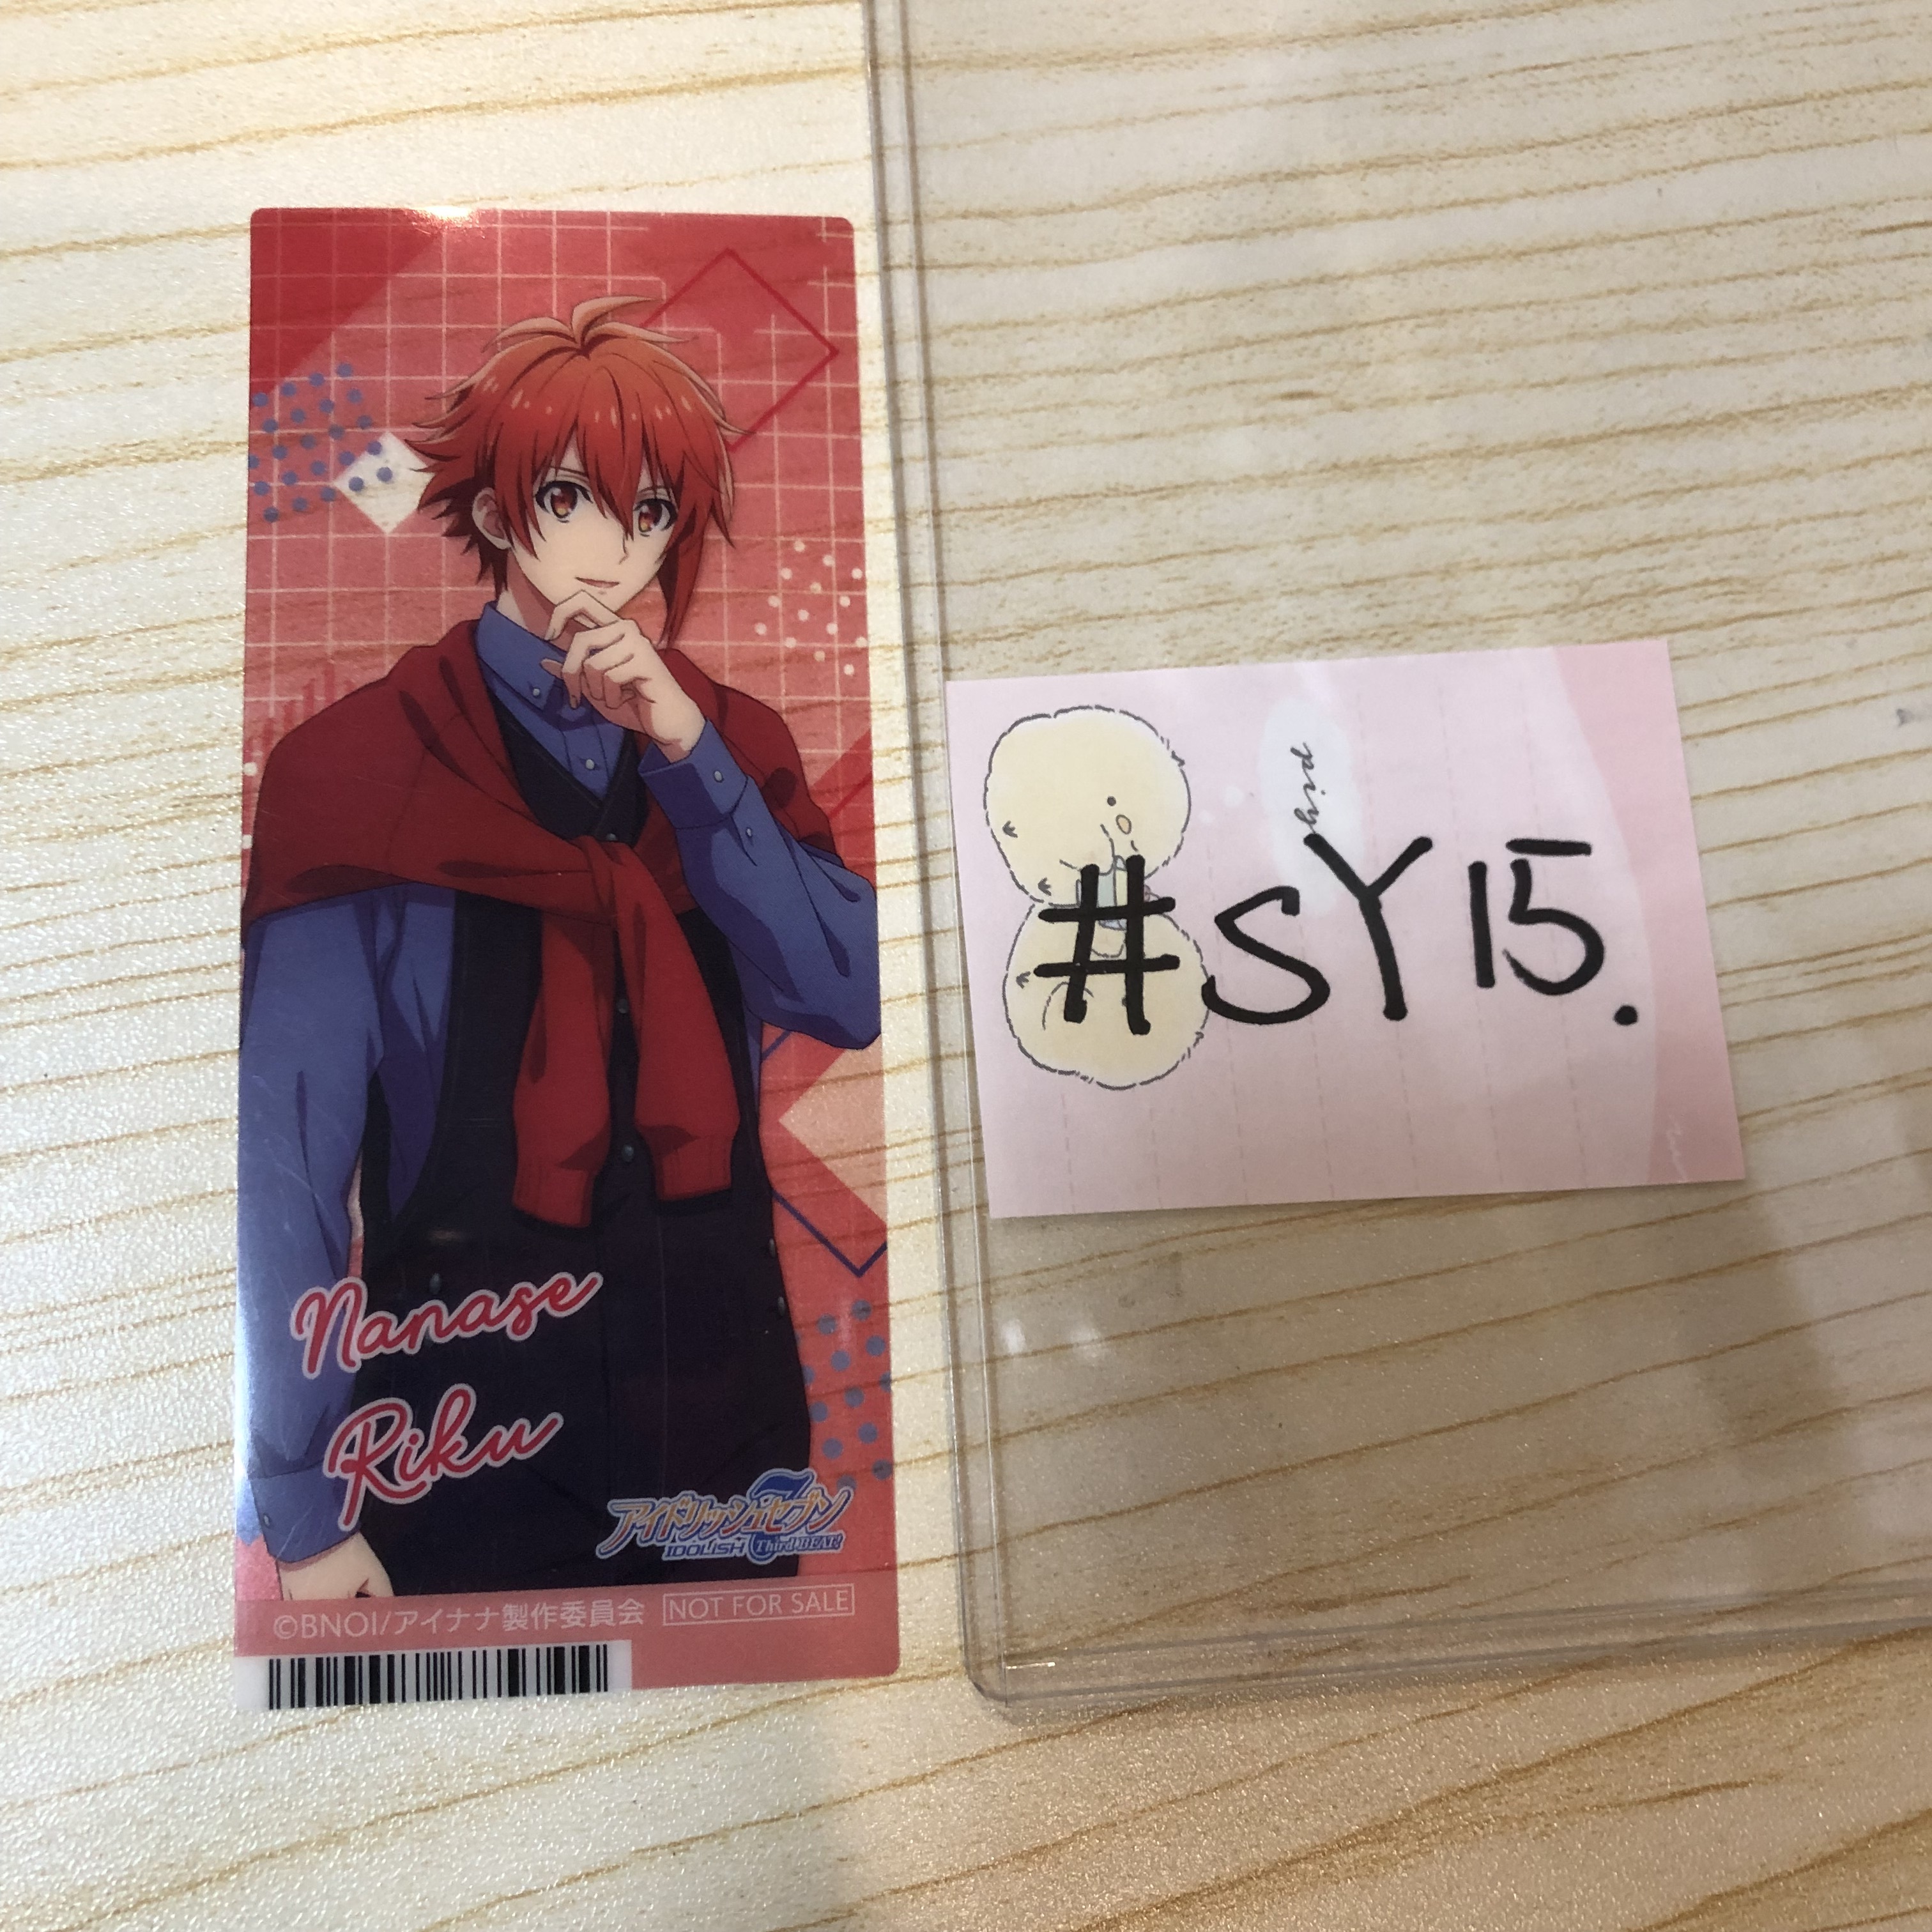 Nanase
Riku
アイドリッシュセブン
IDOLiSH7 Third BEAT!
©BNOI/アイナナ製作委員会
NOT FOR SALE
piy
#SY15.